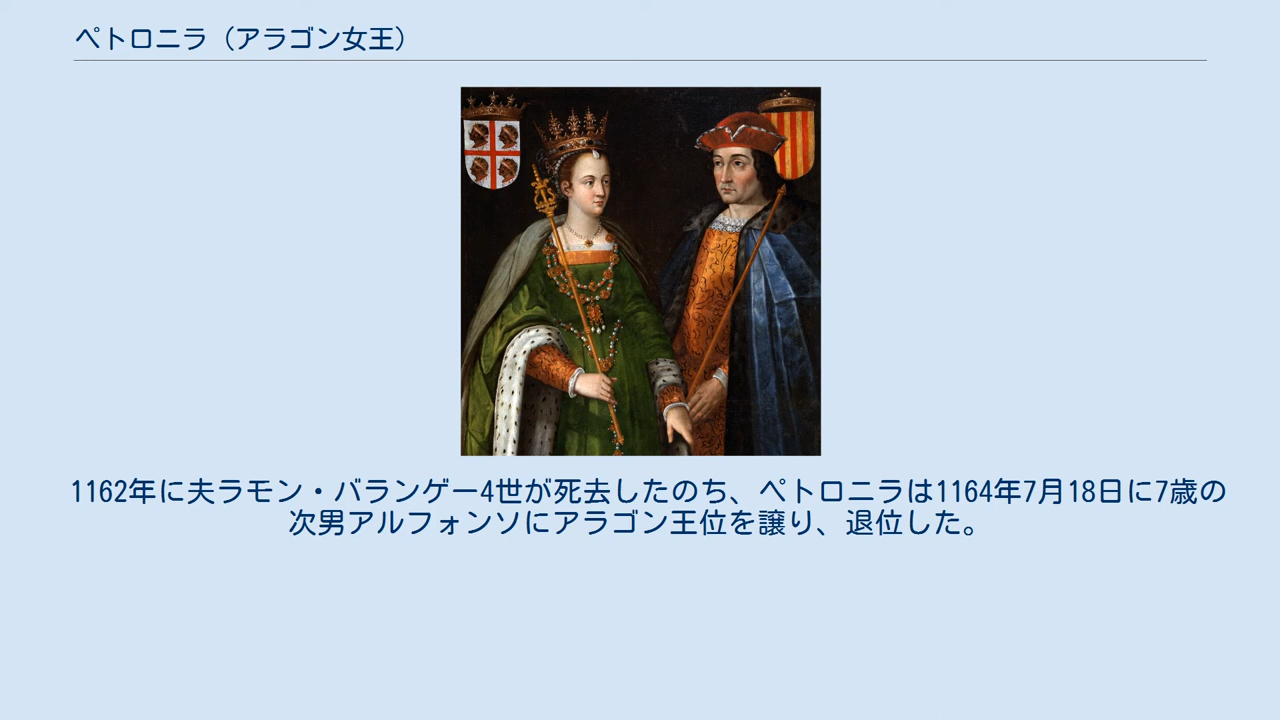 ペトロニラ（アラゴン女王）
1162年に夫ラモン・バランゲー4世が死去したのち、ペトロニラは1164年7月18日に7歳の
次男アルフォンソにアラゴン王位を譲り、退位した。